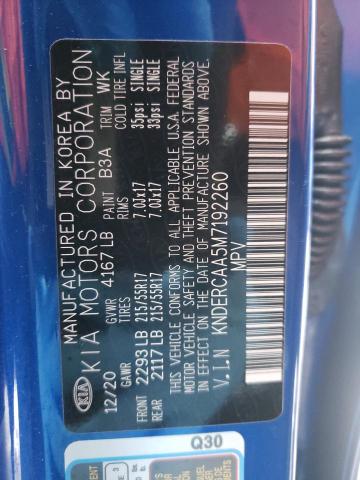 KIA
MANUFACTURED IN KOREA BY
KIA MOTORS CORPORATION
12/20 GVWR 4167 LB PAINT B3A TRIM WK
GAWR TIRES RIMS COLD TIRE INFL
FRONT 2293 LB 215/55R17 7.0Jx17 33psi SINGLE
REAR 2117 LB 215/55R17 7.0Jx17 33psi SINGLE
THIS VEHICLE CONFORMS TO ALL APPLICABLE U.S.A. FEDERAL
MOTOR VEHICLE SAFETY AND THEFT PREVENTION STANDARDS
IN EFFECT ON THE DATE OF MANUFACTURE SHOWN ABOVE.
V.I.N KNDERCAA5M7192260
MPV
Q30